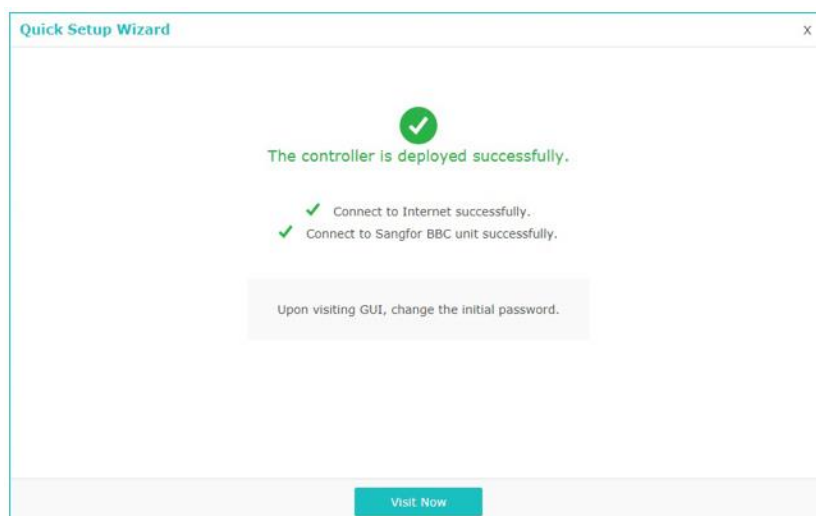 Quick Setup Wizard
X
The controller is deployed successfully.
Connect to Internet successfully.
Connect to Sangfor BBC unit successfully.
Upon visiting GUI, change the initial password.
Visit Now